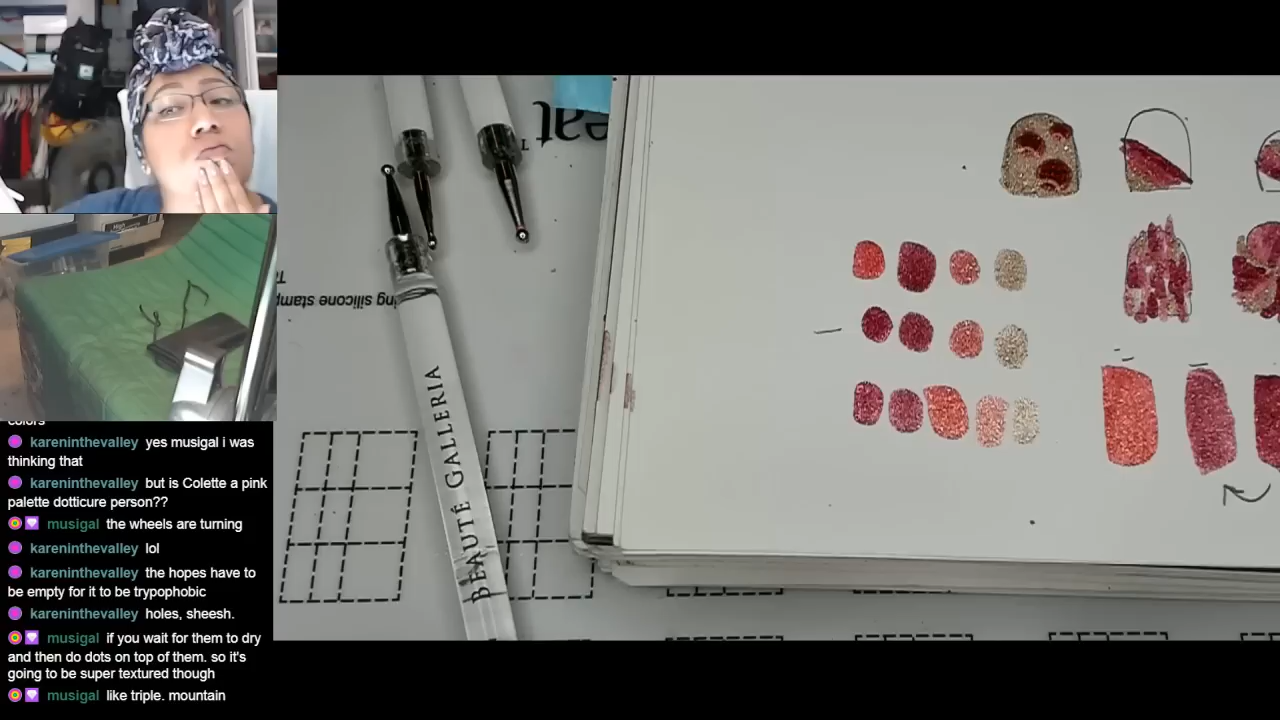 colors
kareninthevalley yes musigal i was
thinking that
kareninthevalley but is Colette a pink
palette dotticure person??
musigal the wheels are turning
kareninthevalley lol
kareninthevalley the hopes have to
be empty for it to be trypophobic
kareninthevalley holes, sheesh.
musigal if you wait for them to dry
and then do dots on top of them. so it's
going to be super textured though
musigal like triple. mountain
eat™
ing silicone stamp
BEAUTÉ GALLERIA